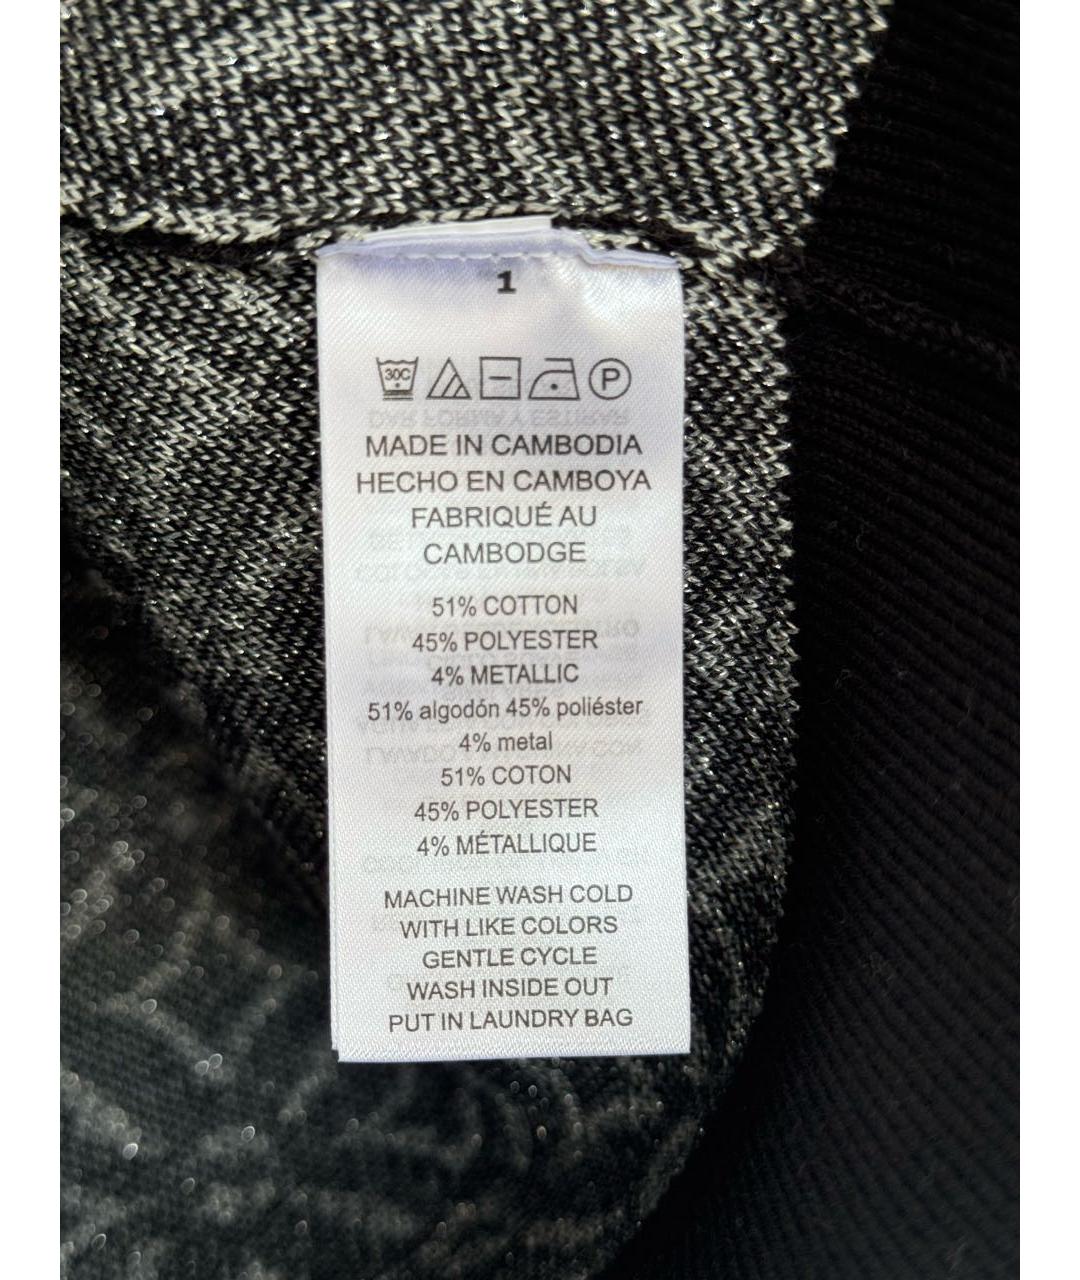 1
30C
P
MADE IN CAMBODIA
HECHO EN CAMBOYA
FABRIQUÉ AU
CAMBODGE
51% COTTON
45% POLYESTER
4% METALLIC
51% algodón 45% poliéster
4% metal
51% COTON
45% POLYESTER
4% MÉTALLIQUE
MACHINE WASH COLD
WITH LIKE COLORS
GENTLE CYCLE
WASH INSIDE OUT
PUT IN LAUNDRY BAG